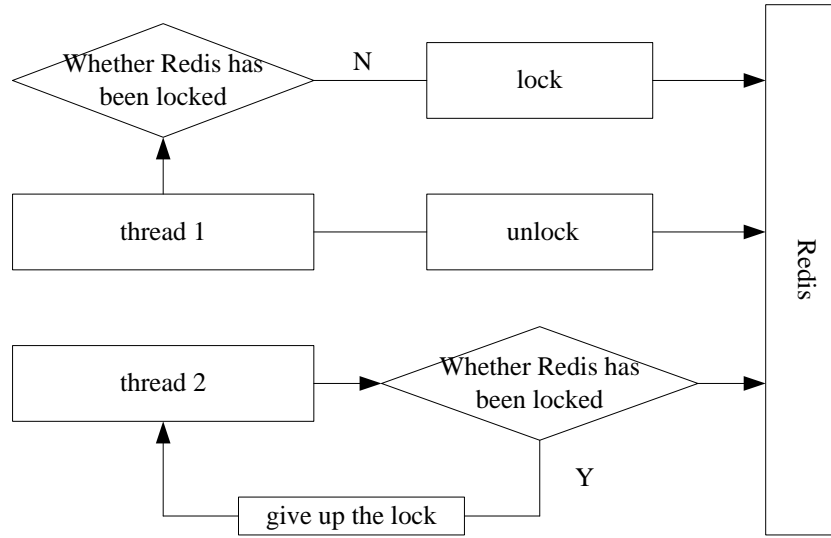 Whether Redis has
been locked
N
lock
thread 1
unlock
Redis
thread 2
Whether Redis has
been locked
Y
give up the lock